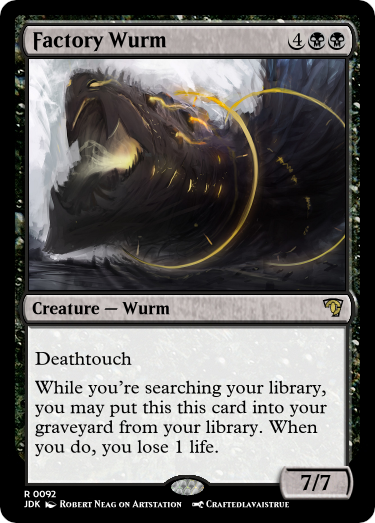 Factory Wurm 4
Creature — Wurm
Deathtouch
While you're searching your library,
you may put this this card into your
graveyard from your library. When
you do, you lose 1 life.
7/7
R 0092
JDK Robert Neag on Artstation Craftedlavaistrue